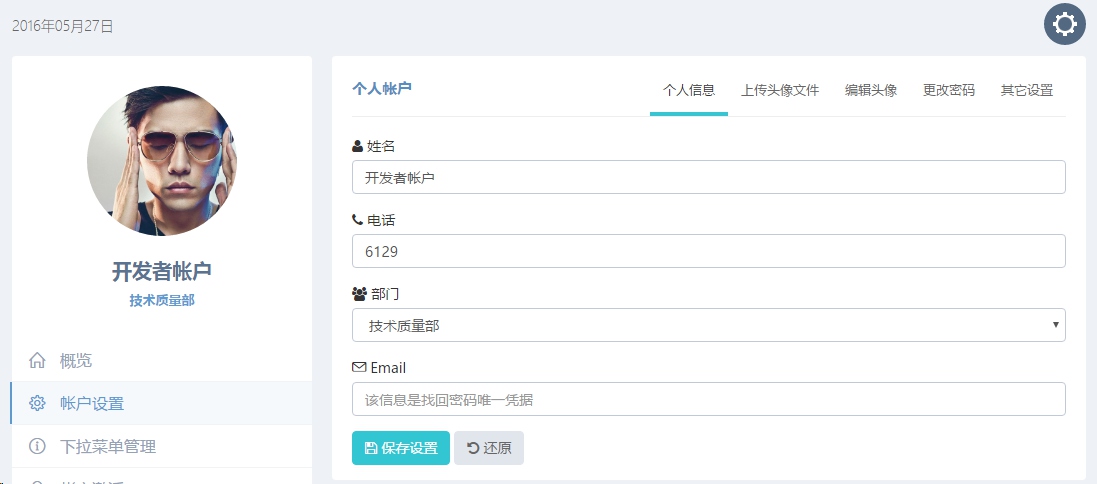 2016年05月27日
个人帐户
个人信息
上传头像文件
编辑头像
更改密码
其它设置
姓名
开发者帐户
电话
6129
部门
技术质量部
Email
该信息是找回密码唯一凭据
保存设置
还原
开发者帐户
技术质量部
概览
帐户设置
下拉菜单管理